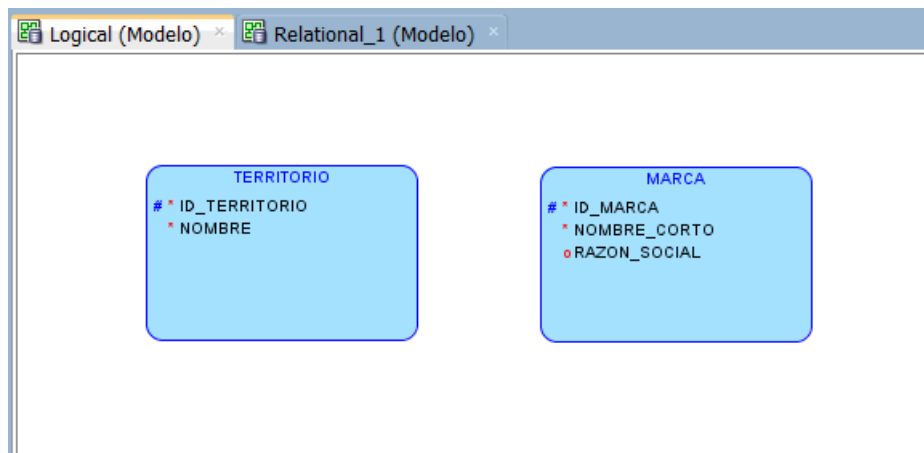 Logical (Modelo) × Relational_1 (Modelo) ×
TERRITORIO
# * ID_TERRITORIO
* NOMBRE
MARCA
# * ID_MARCA
* NOMBRE_CORTO
o RAZON_SOCIAL